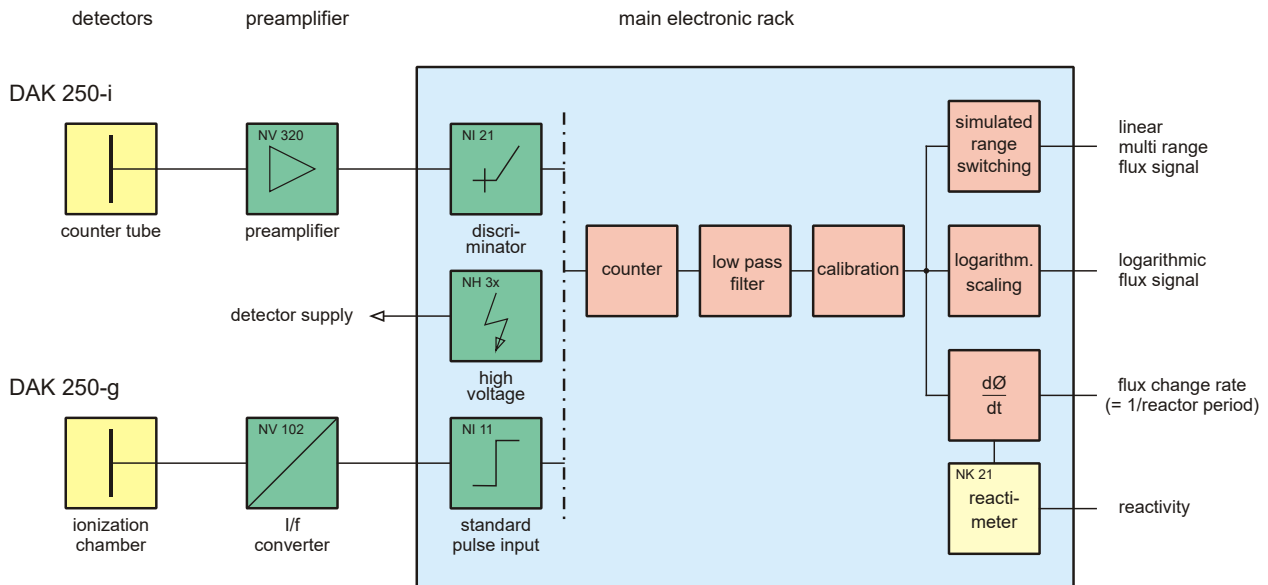 detectors
preamplifier
main electronic rack
DAK 250-i
NV 320
NI 21
simulated
range
switching
linear
multi range
flux signal
counter tube
preamplifier
discri-
minator
counter
low pass
filter
calibration
logarithm.
scaling
logarithmic
flux signal
NH 3x
detector supply
high
voltage
DAK 250-g
dØ
dt
flux change rate
(= 1/reactor period)
NV 102
NI 11
NK 21
reacti-
meter
reactivity
ionization
chamber
I/f
converter
standard
pulse input